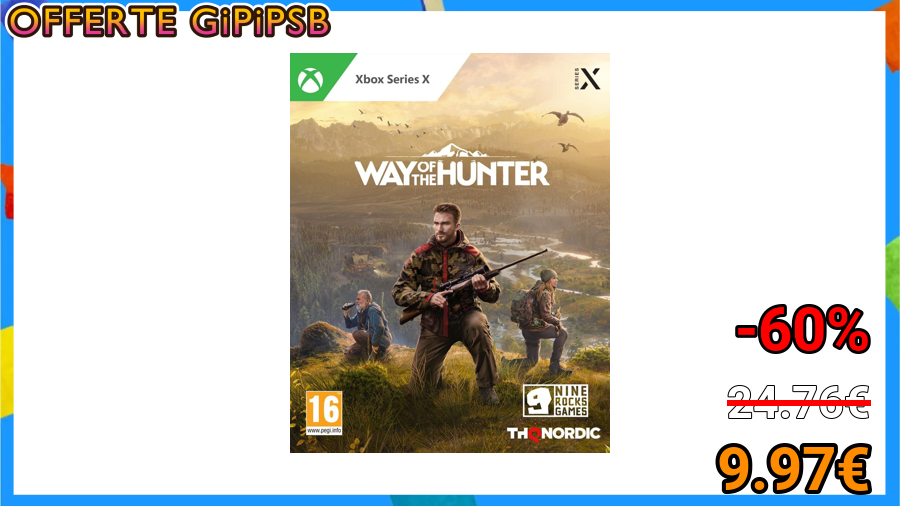 OFFERTE GiPiPSB
Xbox Series X
SERIES X
WAY OF THE HUNTER
-60%
24.76€
9.97€
16
www.pegi.info
9 NINE ROCKS GAMES
THQ NORDIC